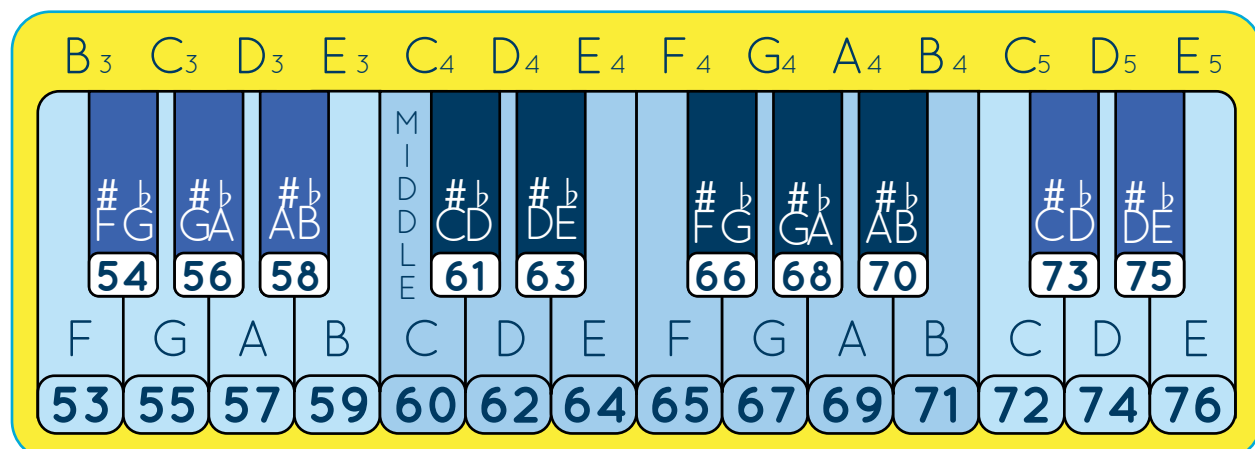 B3 C3 D3 E3 C4 D4 E4 F4 G4 A4 B4 C5 D5 E5
MIDDLE
# ♭ # ♭ # ♭ # ♭ # ♭ # ♭ # ♭ # ♭ # ♭ # ♭
FG GA AB CD DE FG GA AB CD DE
54 56 58 61 63 66 68 70 73 75
F G A B C D E F G A B C D E
53 55 57 59 60 62 64 65 67 69 71 72 74 76